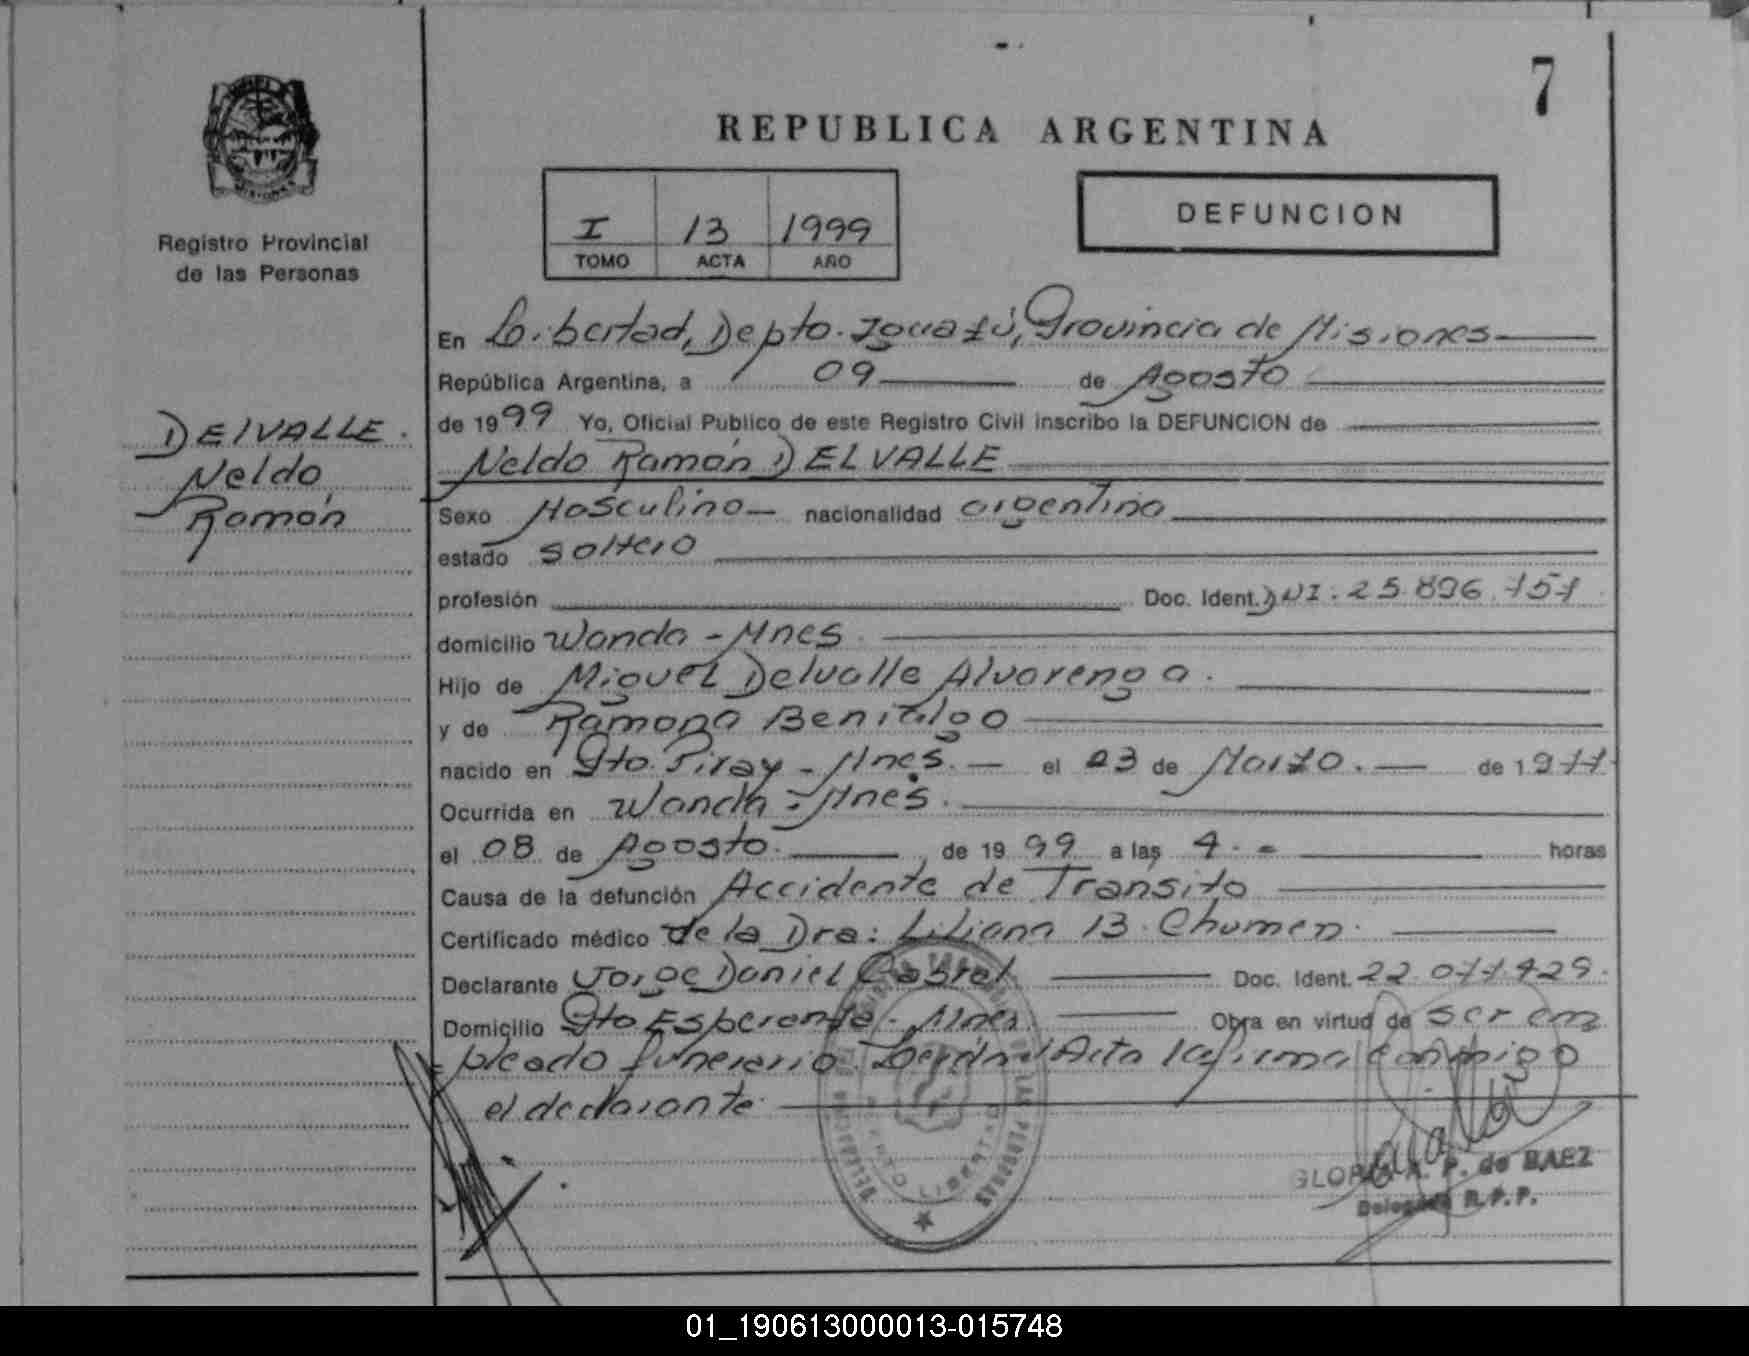 7
REPUBLICA ARGENTINA
Registro Provincial
de las Personas
I 13 1999
TOMO ACTA AÑO
DEFUNCION
DELVALLE.
Neldo,
Ramón
En Libertad, Depto. Iguazú, Provincia de Misiones
República Argentina, a 09 de Agosto
de 1999 Yo, Oficial Público de este Registro Civil inscribo la DEFUNCION de
Neldo Ramón DELVALLE
Sexo Masculino nacionalidad argentina
estado soltero
profesión Doc. Ident. DNI. 25.896.151
domicilio Wanda - Mnes
Hijo de Miguel Delvalle Alvarenga.
y de Ramona
nacido en Pto. Piray - Mnes. el 23 de Marzo. de 1977
Ocurrida en Wanda - Mnes.
el 08 de Agosto. de 1999 a las 4.- horas
Causa de la defunción Accidente de Transito
Certificado médico de la Dra: Liliana B. Chumen.
Declarante Jorge Daniel Cabrel Doc. Ident. 22.077.429.
Domicilio Pto Esperanza - Mnes. Obra en virtud de ser em
pleado funerario. Leída el Acta la firma conmigo
el declarante.
GLORIA P. de BAEZ
Delegada R.P.P.
01_190613000013-015748